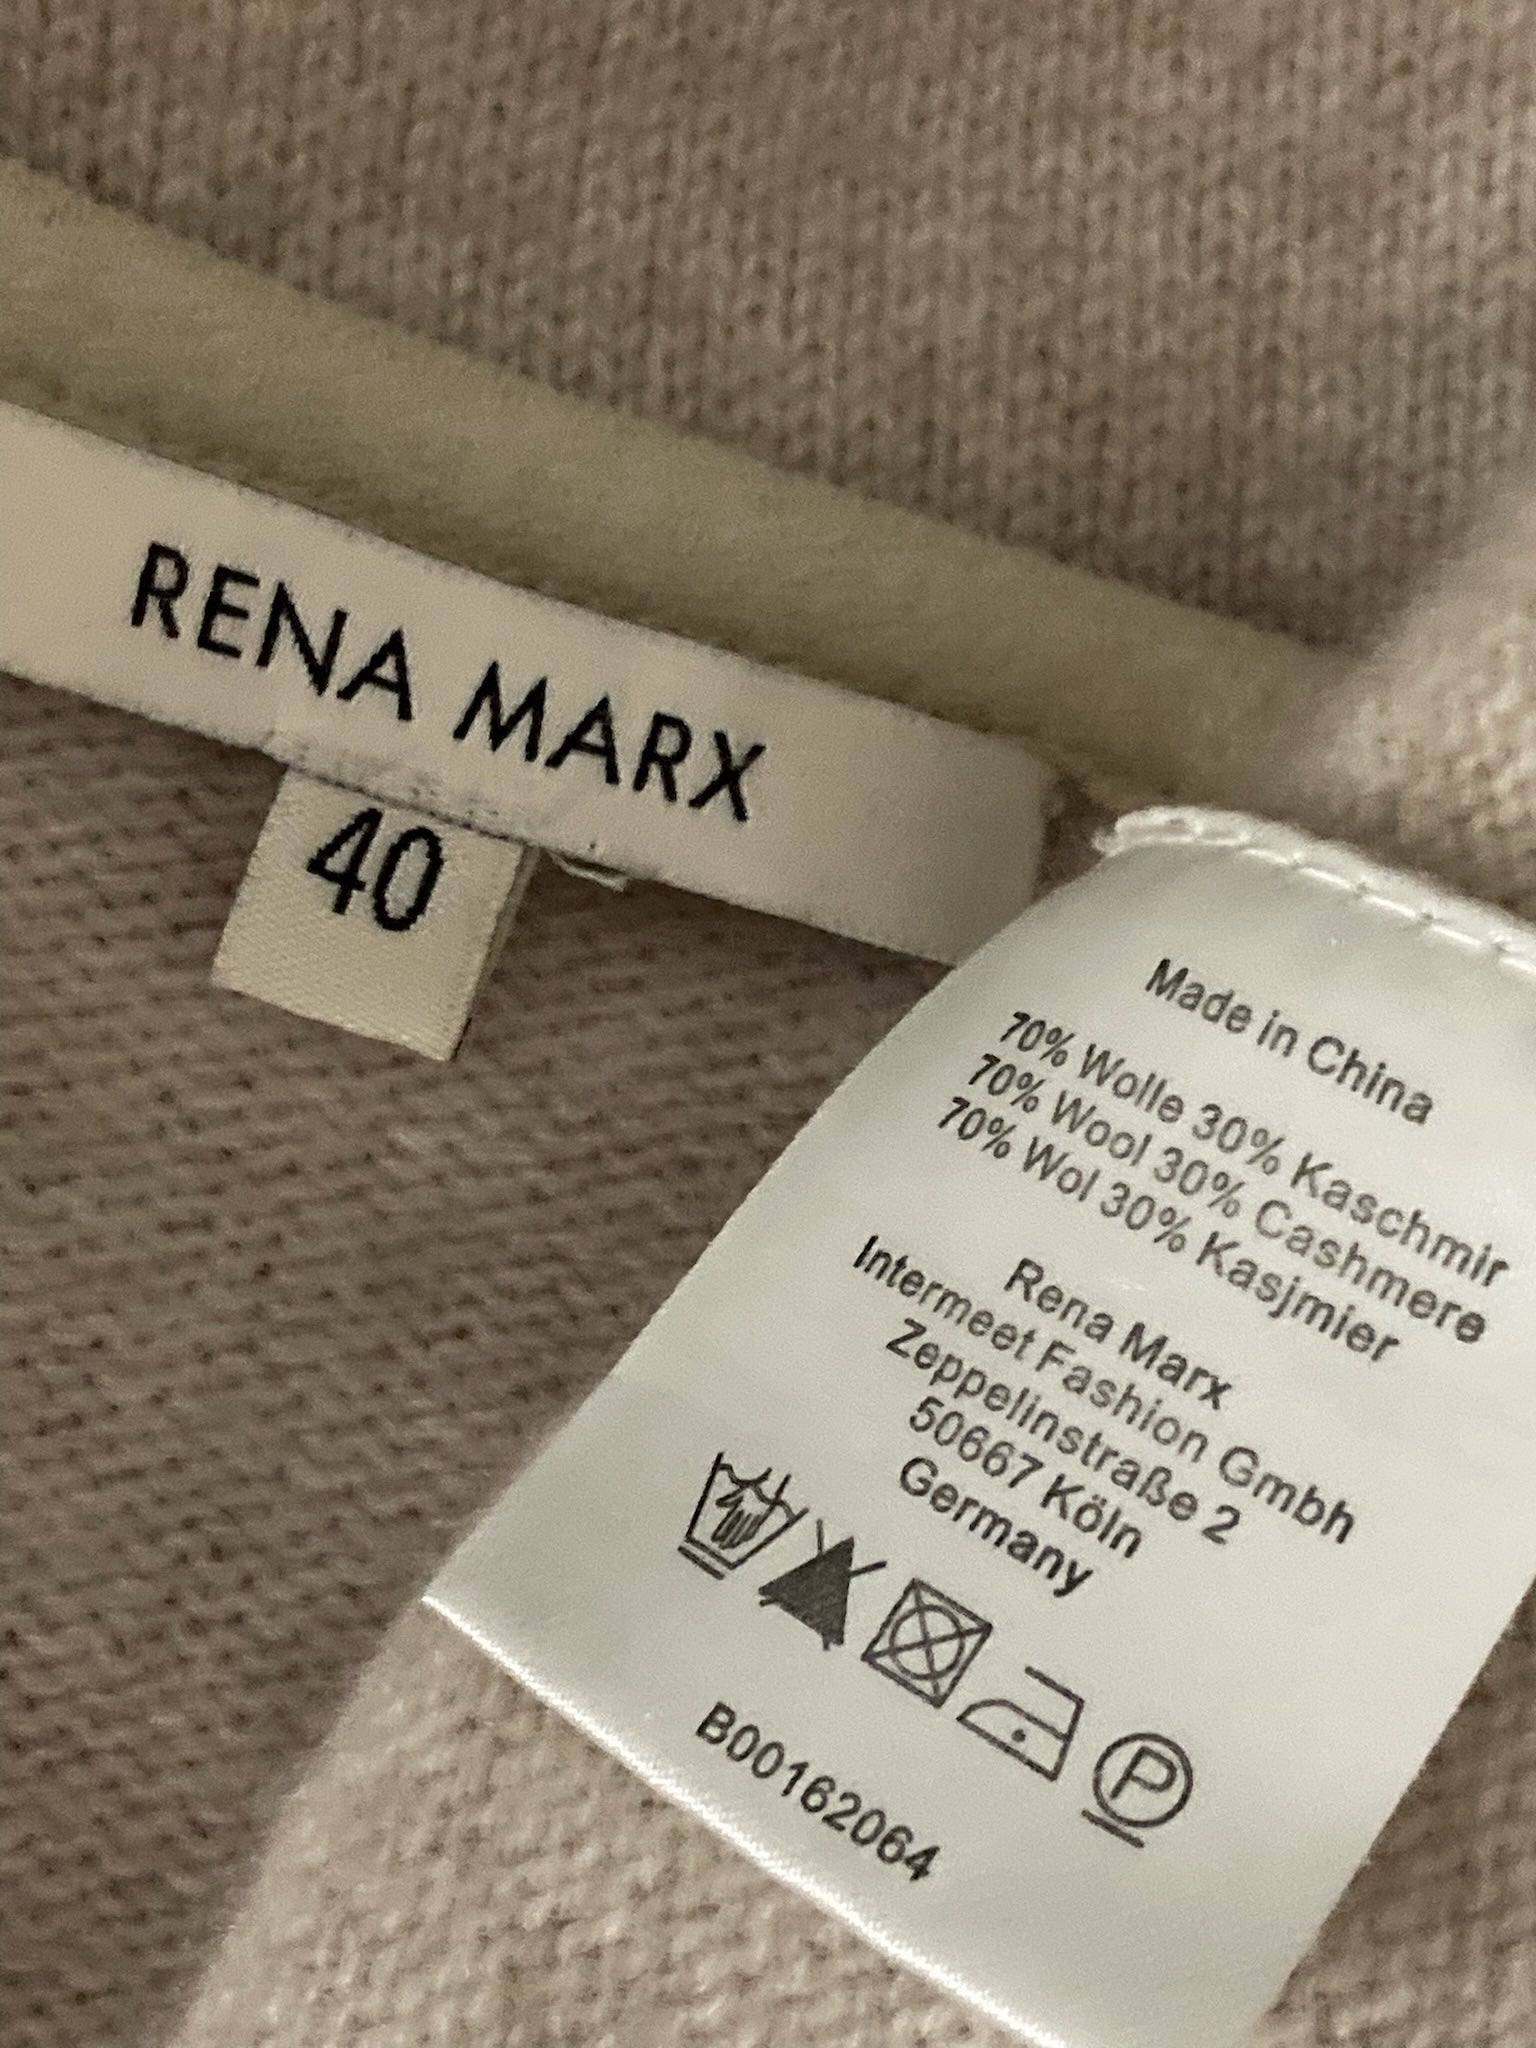 RENA MARX
40
Made in China
70% Wolle 30% Kaschmir
70% Wool 30% Cashmere
70% Wol 30% Kasjmier
Rena Marx
Intermeet Fashion Gmbh
Zeppelinstraße 2
50667 Köln
Germany
P
B00162064